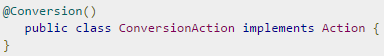 @Conversion()
public class ConversionAction implements Action {
}